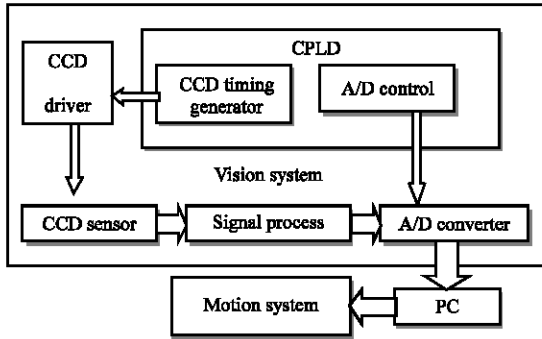 CPLD
CCD
driver
CCD timing
generator
A/D control
Vision system
CCD sensor
Signal process
A/D converter
Motion system
PC